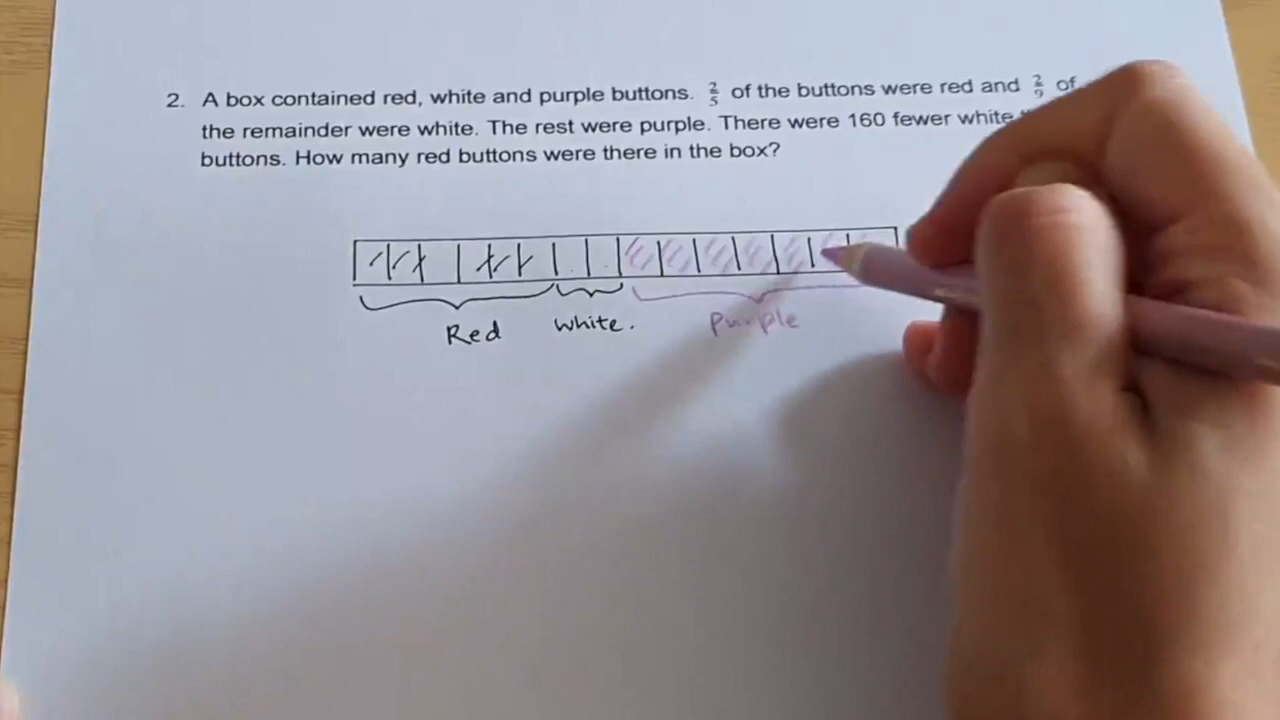 2. A box contained red, white and purple buttons. 2/5 of the buttons were red and 2/9 of
the remainder were white. The rest were purple. There were 160 fewer white
buttons. How many red buttons were there in the box?
Red white. Purple